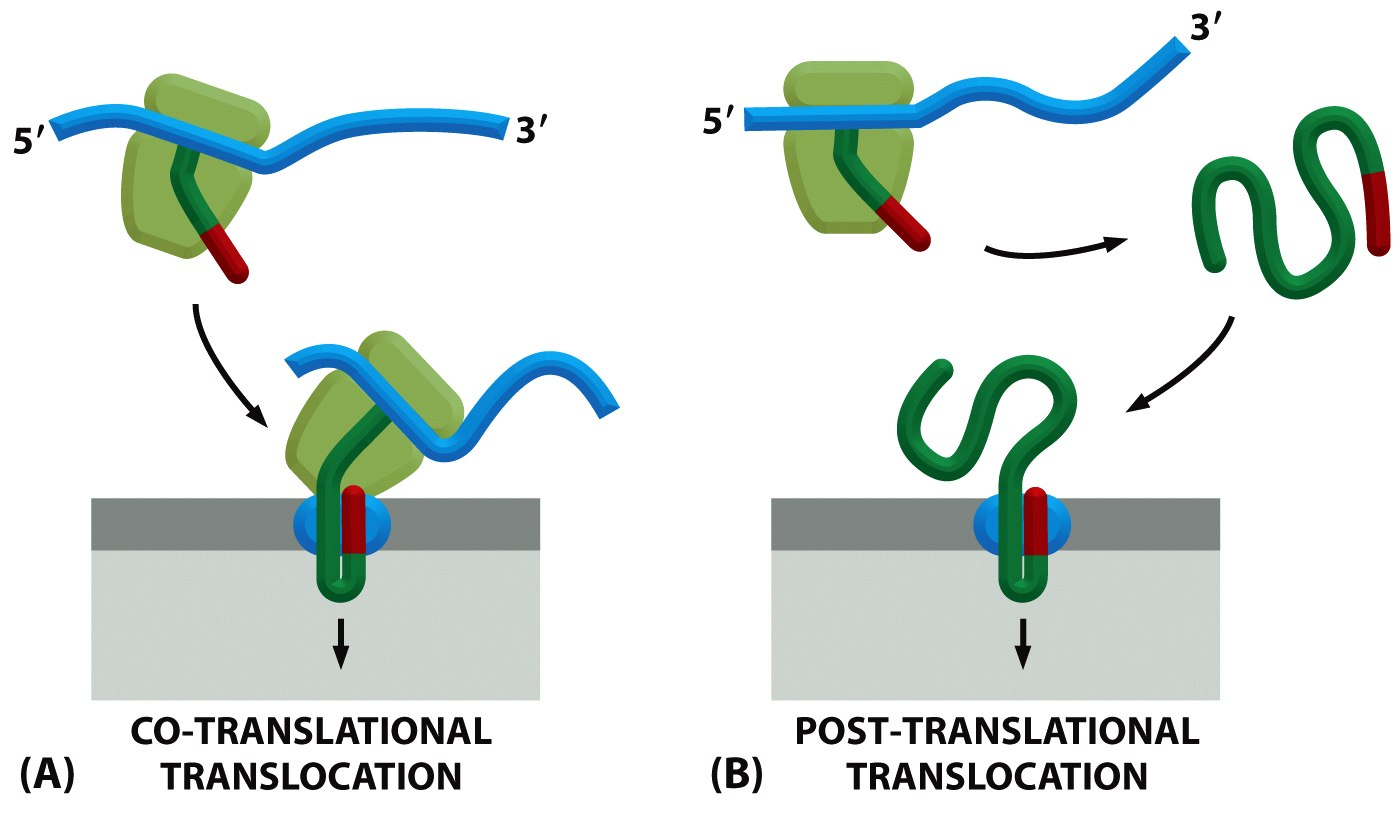 5′
3′
CO-TRANSLATIONAL
TRANSLOCATION
(A)
5′
3′
POST-TRANSLATIONAL
TRANSLOCATION
(B)